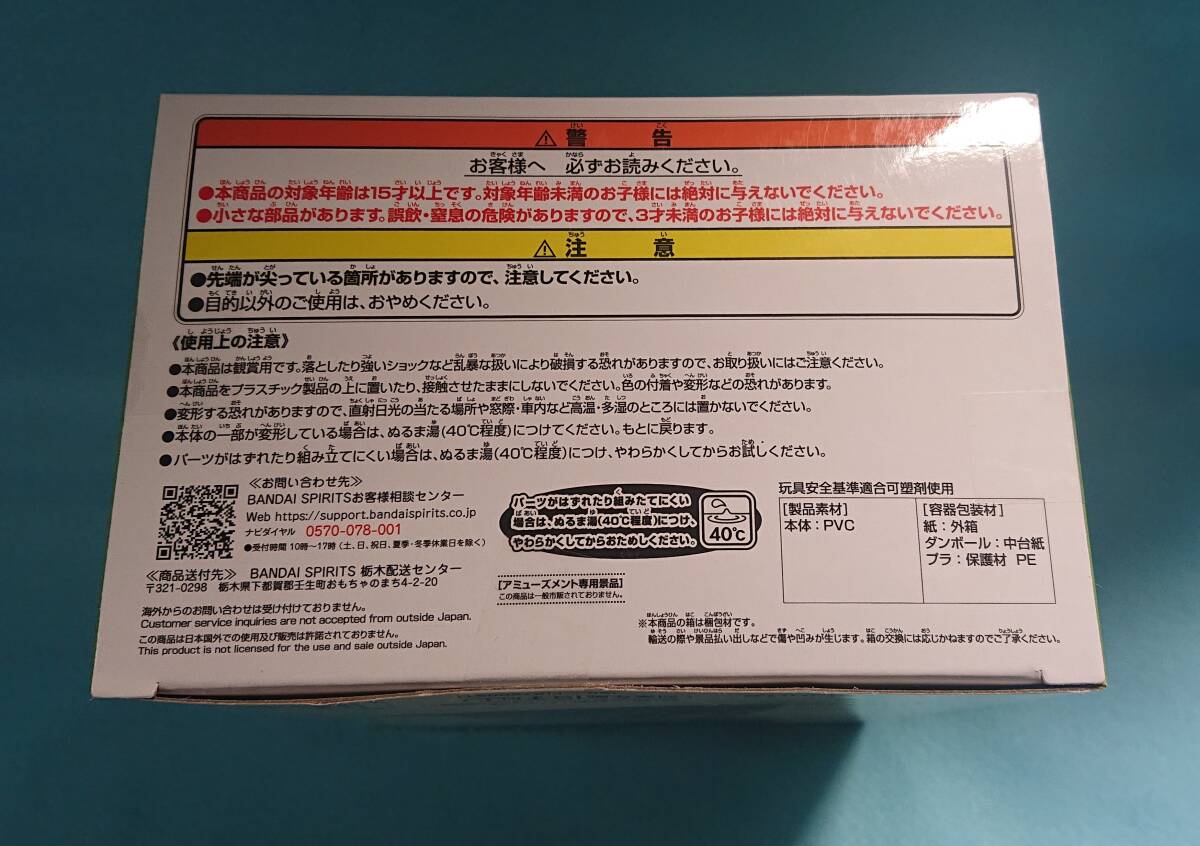 ⚠警告
お客様へ 必ずお読みください。
●本商品の対象年齢は15才以上です。対象年齢未満のお子様には絶対に与えないでください。
●小さな部品があります。誤飲・窒息の危険がありますので、3才未満のお子様には絶対に与えないでください。
⚠注意
●先端が尖っている箇所がありますので、注意してください。
●目的以外のご使用は、おやめください。
《使用上の注意》
●本商品は観賞用です。落としたり強いショックなど乱暴な扱いにより破損する恐れがありますので、お取り扱いにはご注意ください。
●本商品をプラスチック製品の上に置いたり、接触させたままにしないでください。色の付着や変形などの恐れがあります。
●変形する恐れがありますので、直射日光の当たる場所や窓際・車内など高温・多湿のところには置かないでください。
●本体の一部が変形している場合は、ぬるま湯(40℃程度)につけてください。もとに戻ります。
●パーツがはずれたり組み立てにくい場合は、ぬるま湯(40℃程度)につけ、やわらかくしてからお試しください。
≪お問い合わせ先≫
BANDAI SPIRITSお客様相談センター
Web https://support.bandaispirits.co.jp
ナビダイヤル 0570-078-001
●受付時間 10時〜17時 (土、日、祝日、夏季・冬季休業日を除く)
≪商品送付先≫ BANDAI SPIRITS 栃木配送センター
〒321-0298 栃木県下都賀郡壬生町おもちゃのまち4-2-20
海外からのお問い合わせは受け付けておりません。
Customer service inquiries are not accepted from outside Japan.
この商品は日本国外での使用及び販売は許諾されておりません。
This product is not licensed for the use and sale outside Japan.
パーツがはずれたり組みたてにくい
場合は、ぬるま湯(40℃程度)につけ、
やわらかくしてからおためしください。
40℃
[アミューズメント専用景品]
この商品は一般市販されておりません。
玩具安全基準適合可塑剤使用
[製品素材]
本体:PVC
[容器包装材]
紙:外箱
ダンボール:中台紙
プラ:保護材 PE
※本商品の箱は梱包材です。
輸送の際や景品払い出しなどで傷や凹みが生じます。箱の交換には応じかねますのでご了承ください。